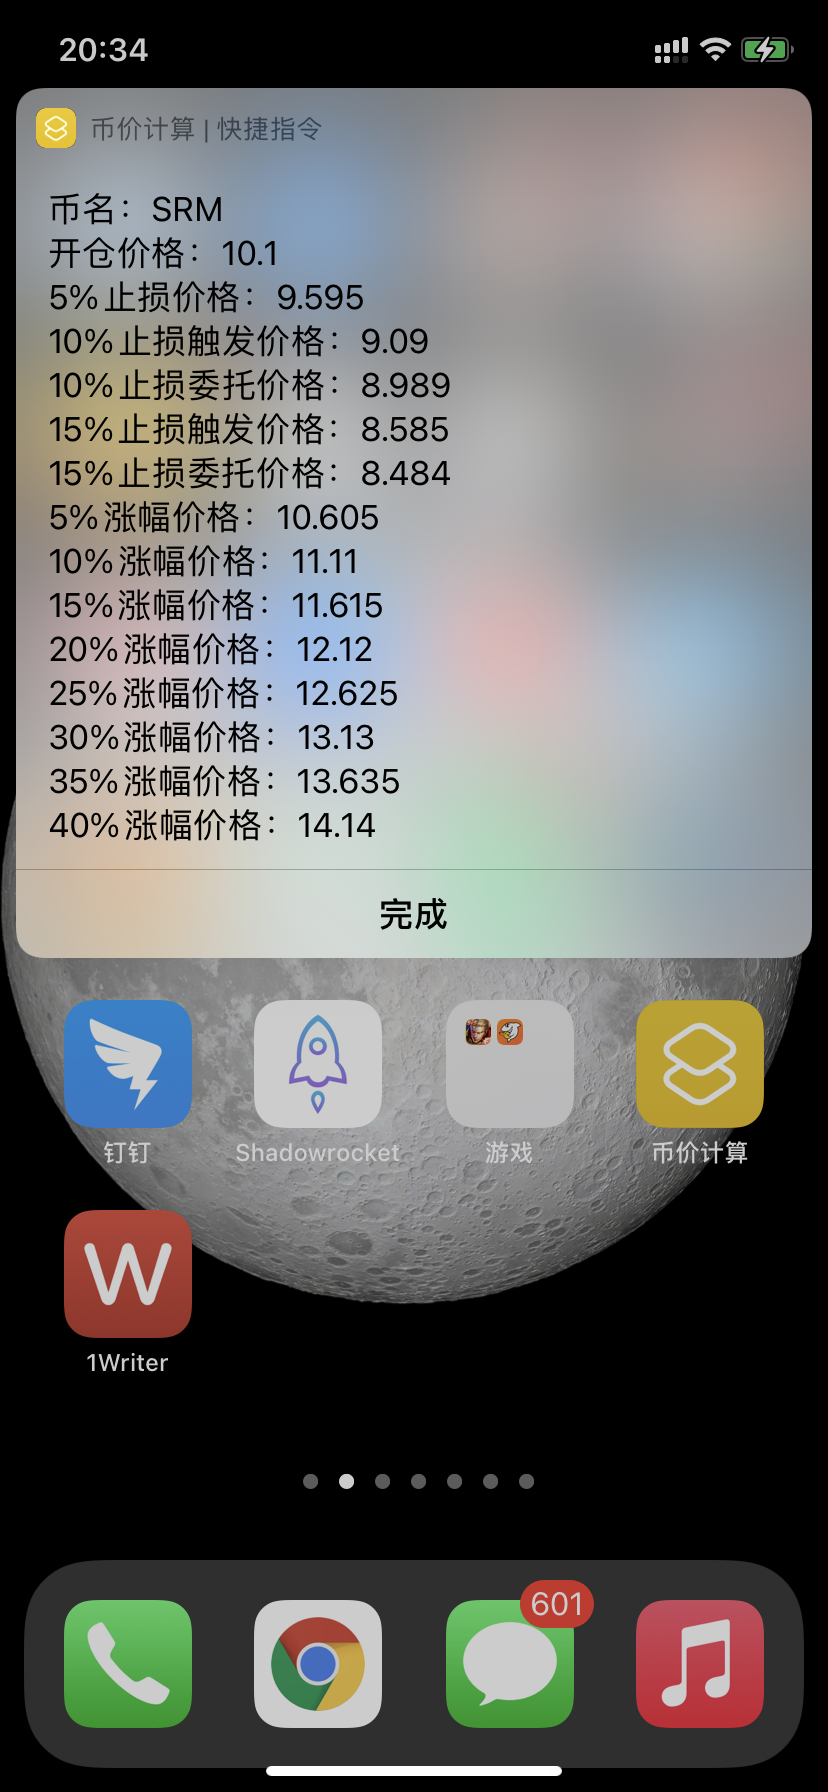 20:34
币价计算 | 快捷指令
币名：SRM
开仓价格：10.1
5%止损价格：9.595
10%止损触发价格：9.09
10%止损委托价格：8.989
15%止损触发价格：8.585
15%止损委托价格：8.484
5%涨幅价格：10.605
10%涨幅价格：11.11
15%涨幅价格：11.615
20%涨幅价格：12.12
25%涨幅价格：12.625
30%涨幅价格：13.13
35%涨幅价格：13.635
40%涨幅价格：14.14
完成
钉钉
Shadowrocket
游戏
币价计算
W
1Writer
601